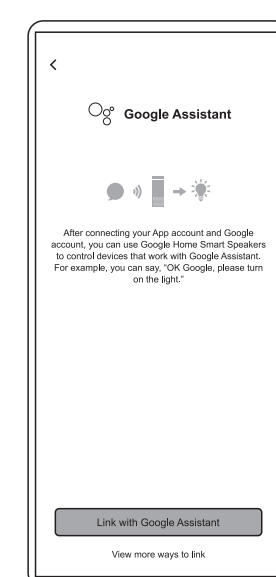 Google Assistant
After connecting your App account and Google
account, you can use Google Home Smart Speakers
to control devices that work with Google Assistant.
For example, you can say, "OK Google, please turn
on the light."
Link with Google Assistant
View more ways to link